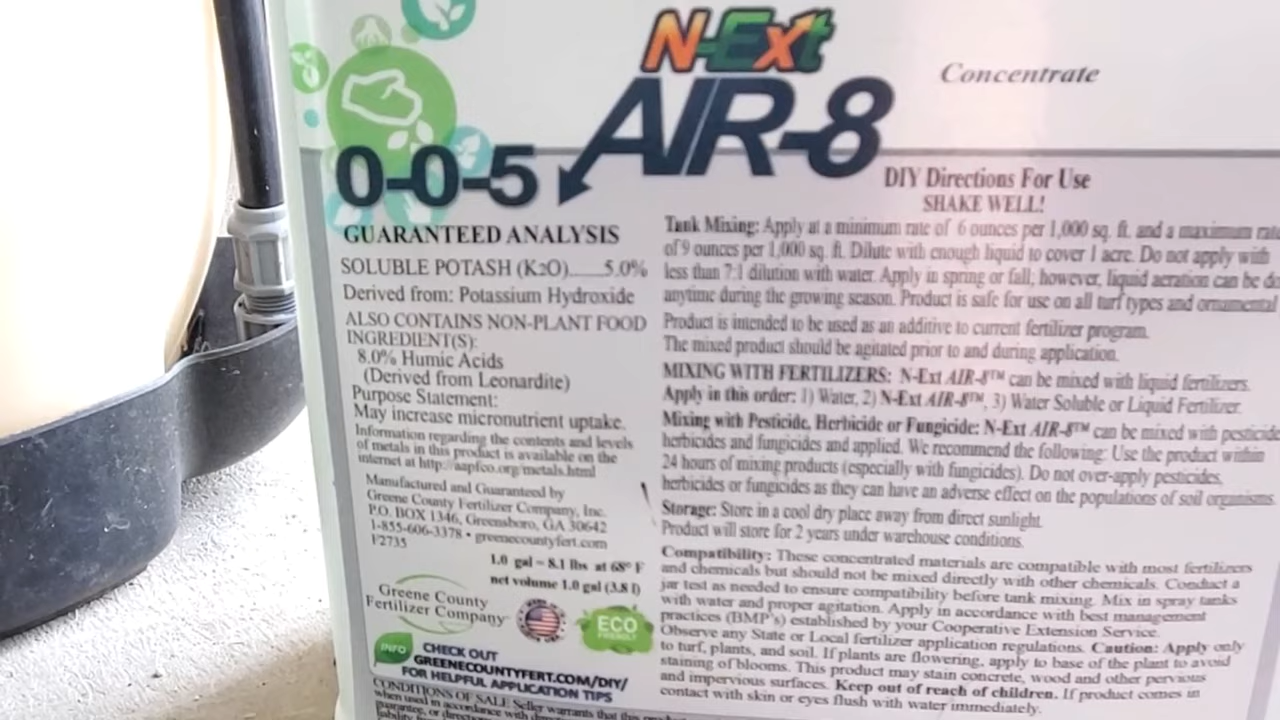 N-Ext
AIR-8
Concentrate
0-0-5
GUARANTEED ANALYSIS
SOLUBLE POTASH (K2O)......5.0%
Derived from: Potassium Hydroxide
ALSO CONTAINS NON-PLANT FOOD
INGREDIENT(S):
8.0% Humic Acids
(Derived from Leonardite)
Purpose Statement:
May increase micronutrient uptake.
Information regarding the contents and levels
of metals in this product is available on the
internet at http://aapfco.org/metals.html
Manufactured and Guaranteed by
Greene County Fertilizer Company, Inc.
P.O. BOX 1346, Greensboro, GA 30642
1-855-606-3378 • greenecountyfert.com
F2735
1.0 gal = 8.1 lbs at 68° F
net volume 1.0 gal (3.8 l)
Greene County
Fertilizer Company
ECO
FRIENDLY
INFO
CHECK OUT
GREENECOUNTYFERT.COM/DIY/
FOR HELPFUL APPLICATION TIPS
CONDITIONS OF SALE Seller warrants that this
when used in accordance with
DIY Directions For Use
SHAKE WELL!
Tank Mixing: Apply at a minimum rate of 6 ounces per 1,000 sq. ft. and a maximum rate
of 9 ounces per 1,000 sq. ft. Dilute with enough liquid to cover 1 acre. Do not apply with
less than 7:1 dilution with water. Apply in spring or fall; however, liquid aeration can be
anytime during the growing season. Product is safe for use on all turf types and ornamental
Product is intended to be used as an additive to current fertilizer program.
The mixed product should be agitated prior to and during application.
MIXING WITH FERTILIZERS: N-Ext AIR-8™ can be mixed with liquid fertilizers.
Apply in this order: 1) Water, 2) N-Ext AIR-8™, 3) Water Soluble or Liquid Fertilizer.
Mixing with Pesticide, Herbicide or Fungicide: N-Ext AIR-8™ can be mixed with pesticide
herbicides and fungicides and applied. We recommend the following: Use the product within
24 hours of mixing products (especially with fungicides). Do not over-apply pesticides,
herbicides or fungicides as they can have an adverse effect on the populations of soil organisms.
Storage: Store in a cool dry place away from direct sunlight.
Product will store for 2 years under warehouse conditions.
Compatibility: These concentrated materials are compatible with most fertilizers
and chemicals but should not be mixed directly with other chemicals. Conduct a
jar test as needed to ensure compatibility before tank mixing. Mix in spray tanks
with water and proper agitation. Apply in accordance with best management
practices (BMP's) established by your Cooperative Extension Service.
Observe any State or Local fertilizer application regulations. Caution: Apply only
to turf, plants, and soil. If plants are flowering, apply to base of the plant to avoid
staining of blooms. This product may stain concrete, wood and other pervious
and impervious surfaces. Keep out of reach of children. If product comes in
contact with skin or eyes flush with water immediately.